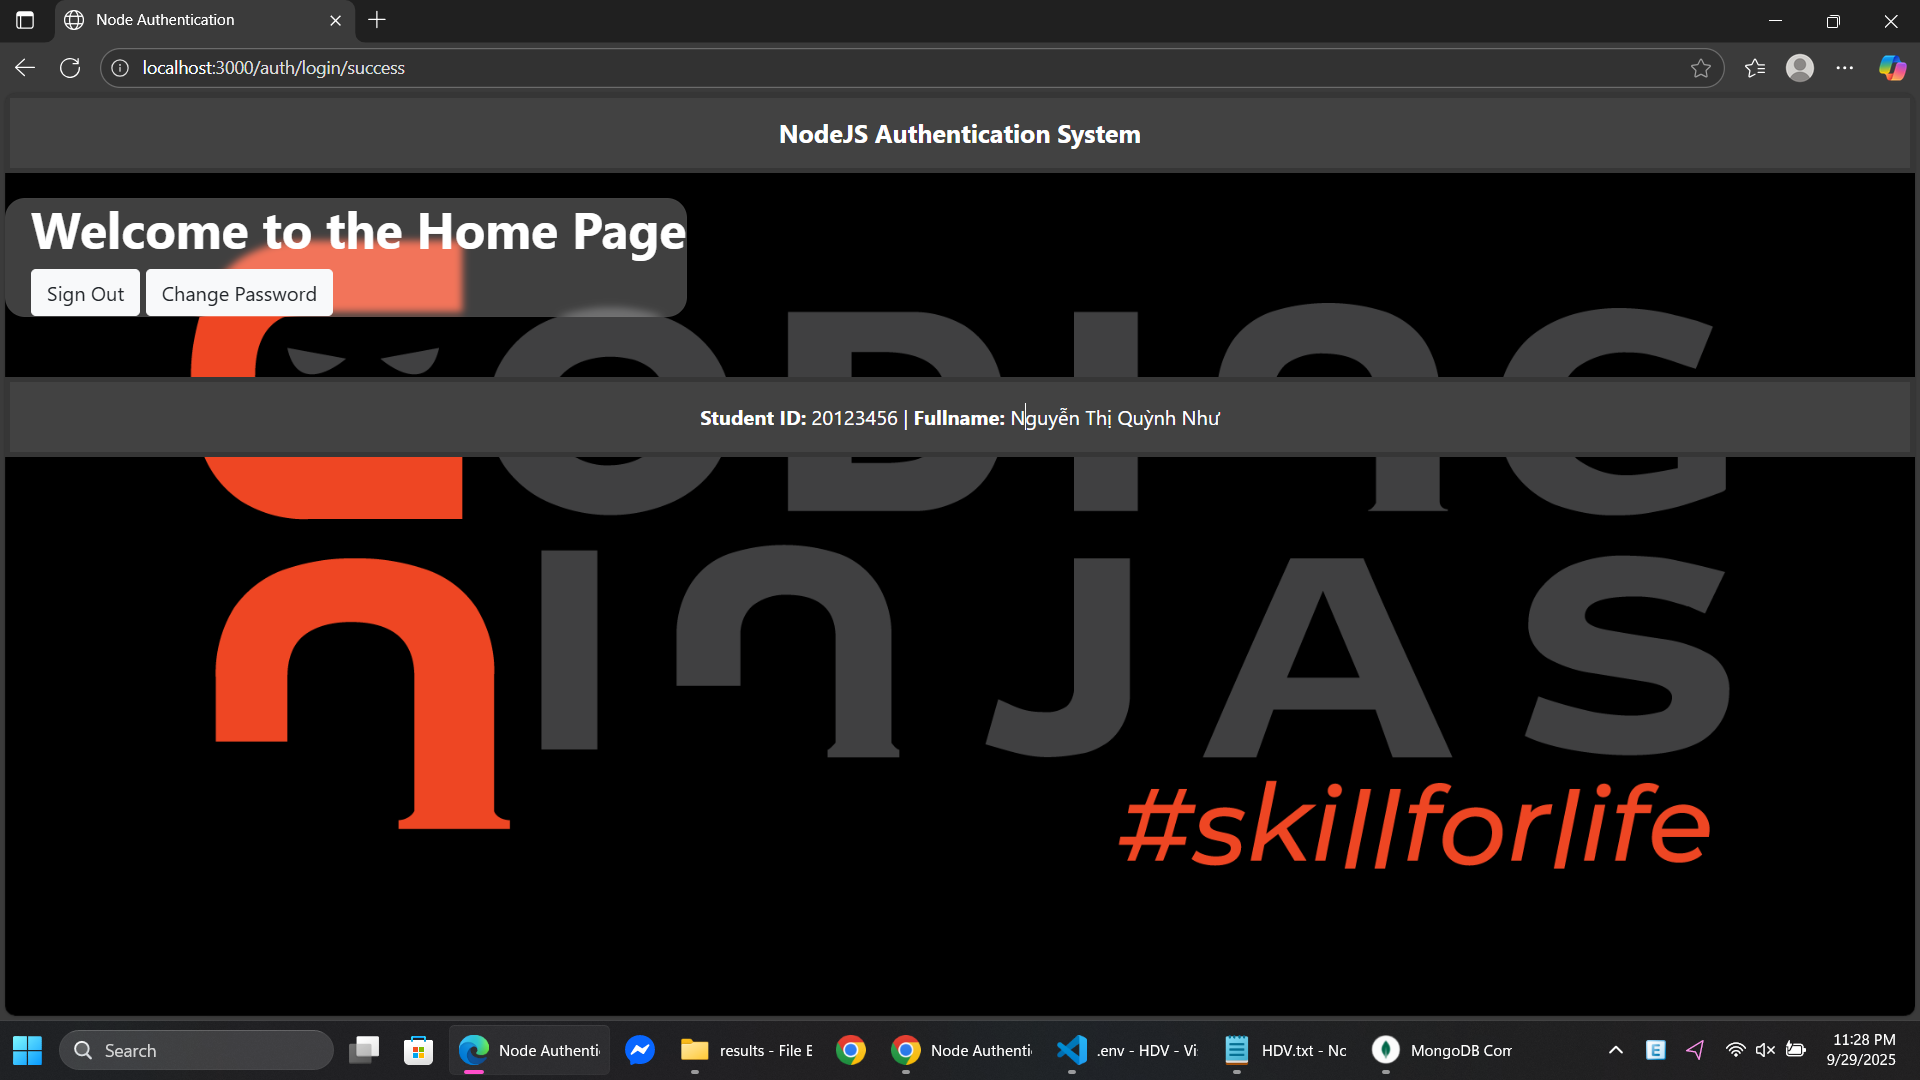 Node Authentication
localhost:3000/auth/login/success
NodeJS Authentication System
Welcome to the Home Page
Sign Out
Change Password
Student ID: 20123456 | Fullname: Nguyễn Thị Quỳnh Như
CODING
NINJAS
#skillforlife
Search
Node Authenti
results - File E
Node Authenti
.env - HDV - Vi
HDV.txt - No
MongoDB Com
E
11:28 PM
9/29/2025